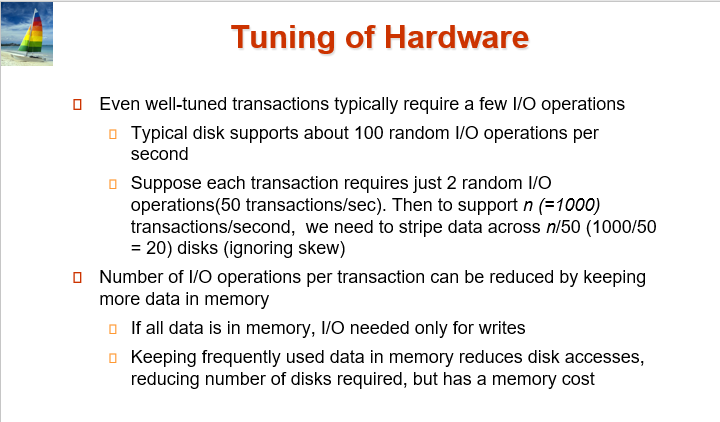 Tuning of Hardware
Even well-tuned transactions typically require a few I/O operations
Typical disk supports about 100 random I/O operations per
second
Suppose each transaction requires just 2 random I/O
operations(50 transactions/sec). Then to support n (=1000)
transactions/second,  we need to stripe data across n/50 (1000/50
= 20) disks (ignoring skew)
Number of I/O operations per transaction can be reduced by keeping
more data in memory
If all data is in memory, I/O needed only for writes
Keeping frequently used data in memory reduces disk accesses,
reducing number of disks required, but has a memory cost